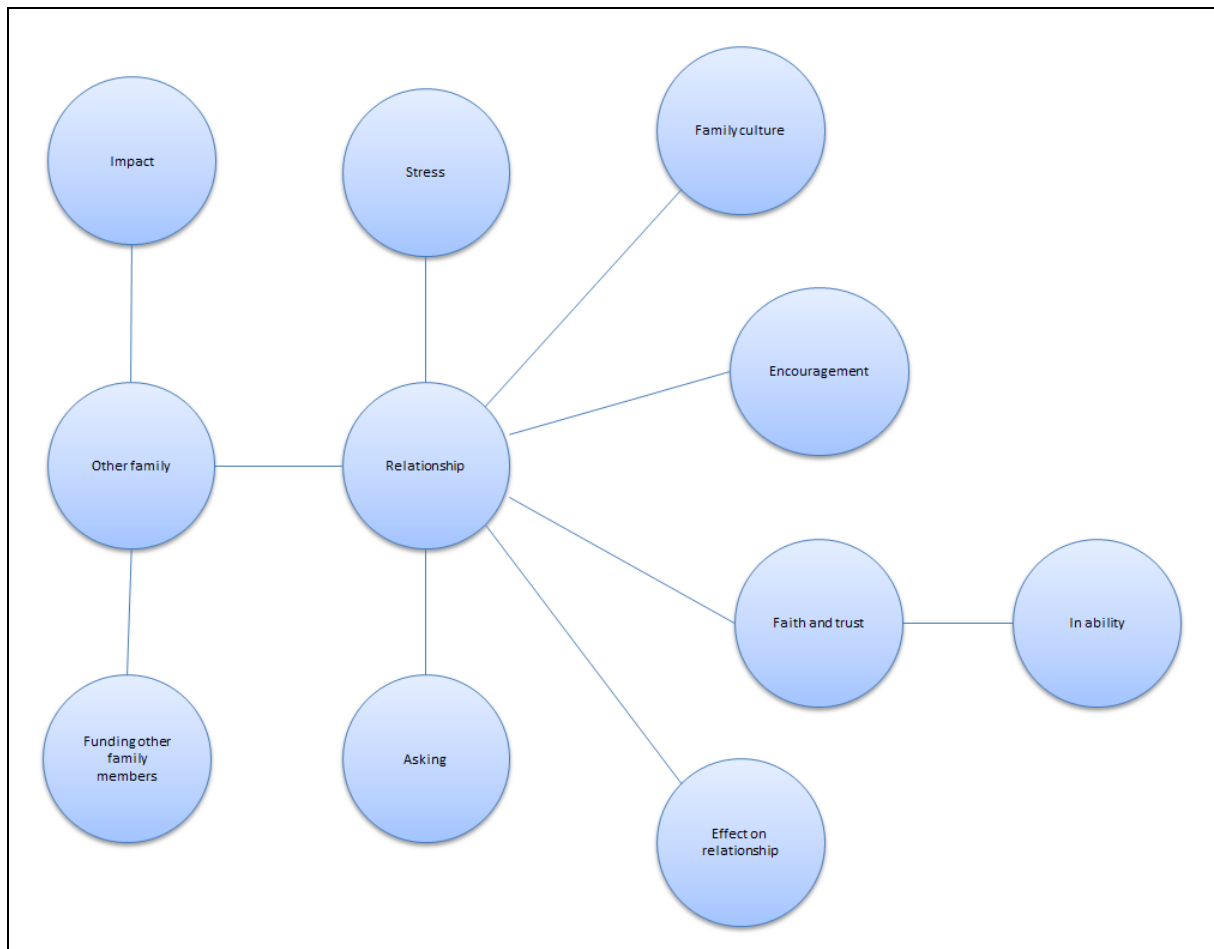 Family culture
Impact
Stress
Encouragement
Other family
Relationship
Faith and trust
In ability
Funding other
family
members
Asking
Effect on
relationship